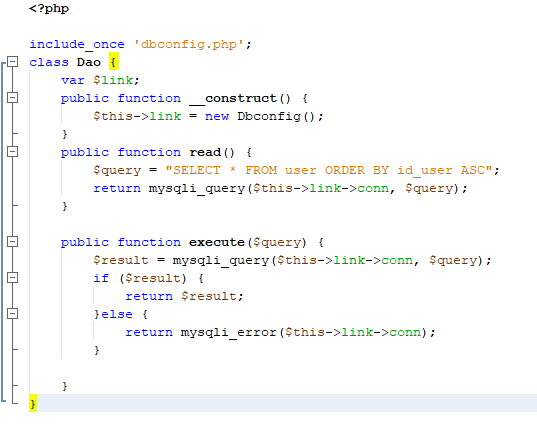 <?php
include_once 'dbconfig.php';
class Dao {
var $link;
public function __construct() {
$this->link = new Dbconfig();
}
public function read() {
$query = "SELECT * FROM user ORDER BY id_user ASC";
return mysqli_query($this->link->conn, $query);
}
public function execute($query) {
$result = mysqli_query($this->link->conn, $query);
if ($result) {
return $result;
}else {
return mysqli_error($this->link->conn);
}
}
}